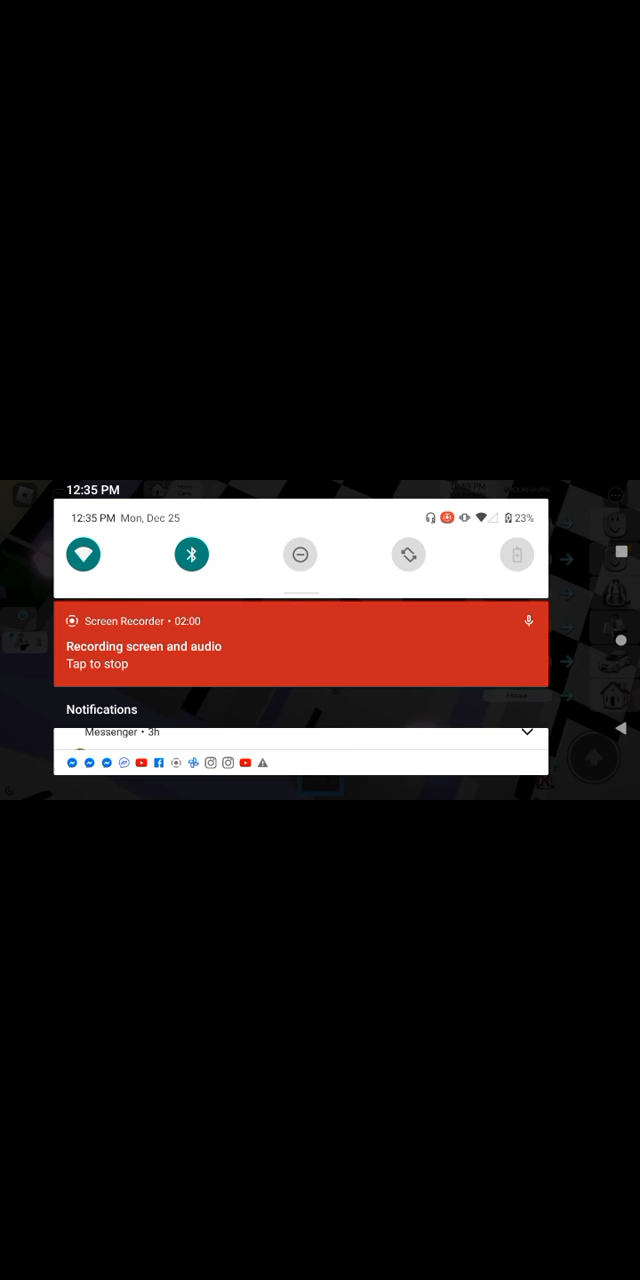 12:35 PM
12:35 PM Mon, Dec 25
23%
Screen Recorder • 02:00
Recording screen and audio
Tap to stop
Notifications
Messenger • 3h